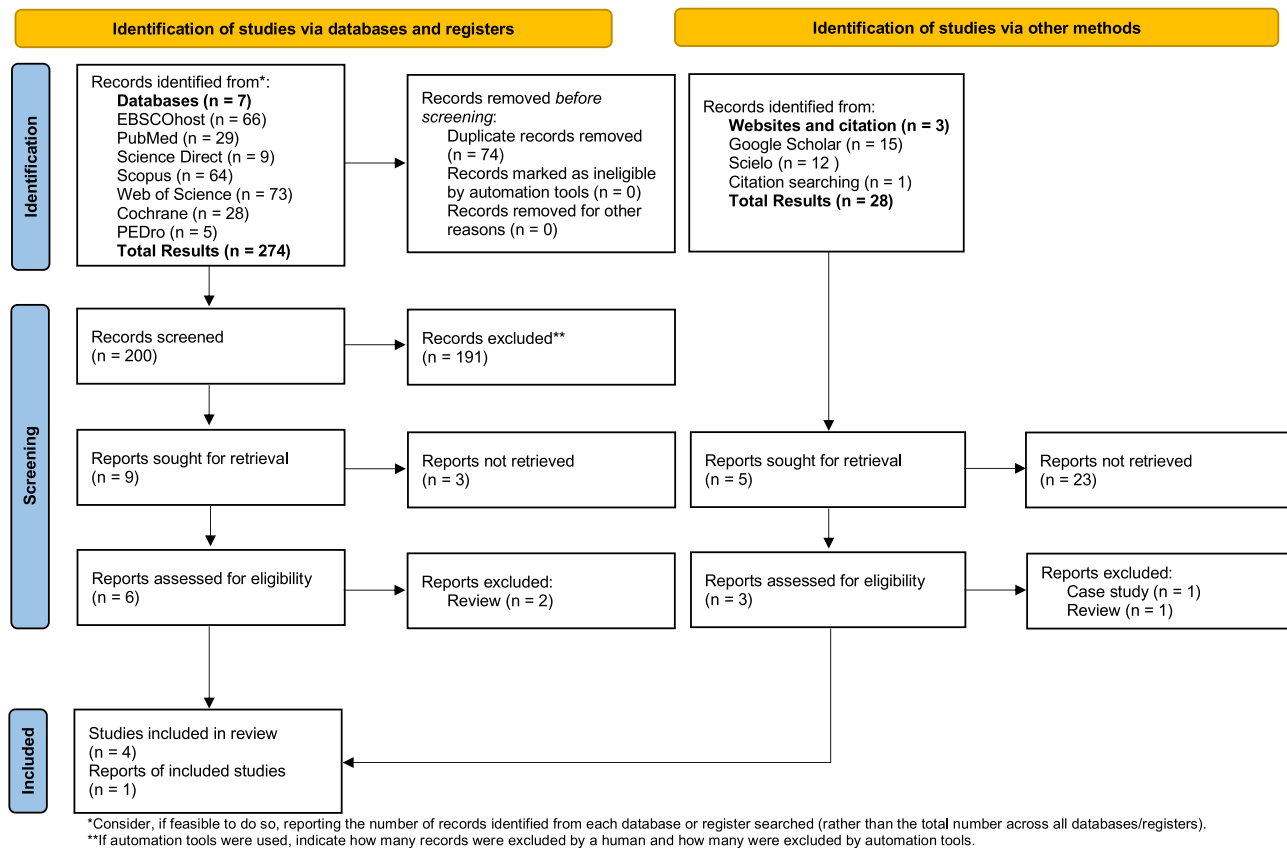 Identification of studies via databases and registers
Identification of studies via other methods
Identification
Records identified from*:
Databases (n = 7)
EBSCOhost (n = 66)
PubMed (n = 29)
Science Direct (n = 9)
Scopus (n = 64)
Web of Science (n = 73)
Cochrane (n = 28)
PEDro (n = 5)
Total Results (n = 274)
Records removed before
screening:
Duplicate records removed
(n = 74)
Records marked as ineligible
by automation tools (n = 0)
Records removed for other
reasons (n = 0)
Records identified from:
Websites and citation (n = 3)
Google Scholar (n = 15)
Scielo (n = 12 )
Citation searching (n = 1)
Total Results (n = 28)
Screening
Records screened
(n = 200)
Records excluded**
(n = 191)
Reports sought for retrieval
(n = 9)
Reports not retrieved
(n = 3)
Reports sought for retrieval
(n = 5)
Reports not retrieved
(n = 23)
Reports assessed for eligibility
(n = 6)
Reports excluded:
Review (n = 2)
Reports assessed for eligibility
(n = 3)
Reports excluded:
Case study (n = 1)
Review (n = 1)
Included
Studies included in review
(n = 4)
Reports of included studies
(n = 1)
*Consider, if feasible to do so, reporting the number of records identified from each database or register searched (rather than the total number across all databases/registers).
**If automation tools were used, indicate how many records were excluded by a human and how many were excluded by automation tools.